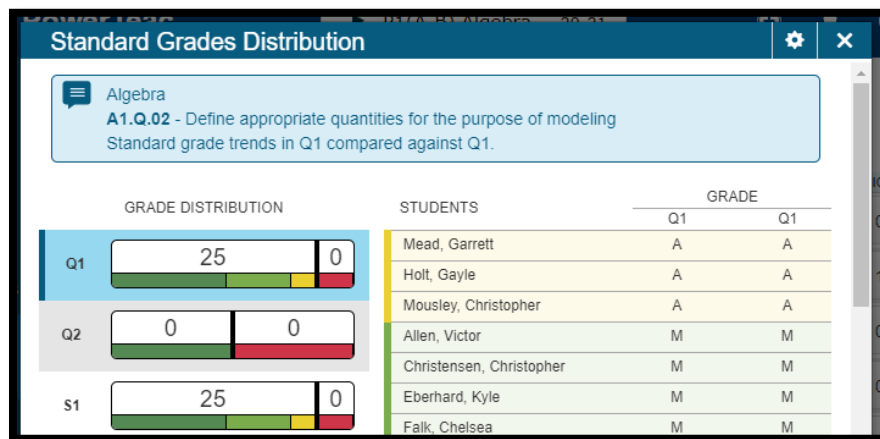 Standard Grades Distribution
Algebra
A1.Q.02 - Define appropriate quantities for the purpose of modeling
Standard grade trends in Q1 compared against Q1.
GRADE DISTRIBUTION
Q1 25 0
Q2 0 0
S1 25 0
STUDENTS GRADE
Q1 Q1
Mead, Garrett A A
Holt, Gayle A A
Mousley, Christopher A A
Allen, Victor M M
Christensen, Christopher M M
Eberhard, Kyle M M
Falk, Chelsea M M